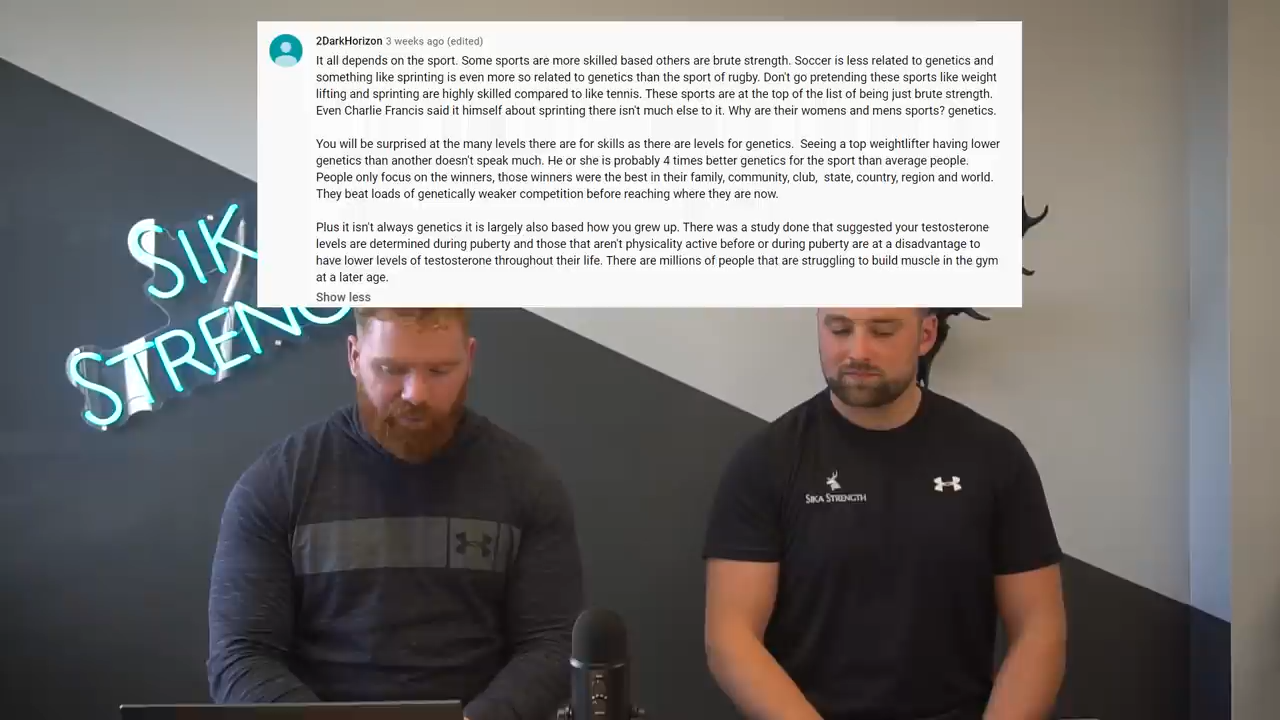 2DarkHorizon 3 weeks ago (edited)
It all depends on the sport. Some sports are more skilled based others are brute strength. Soccer is less related to genetics and
something like sprinting is even more so related to genetics than the sport of rugby. Don't go pretending these sports like weight
lifting and sprinting are highly skilled compared to like tennis. These sports are at the top of the list of being just brute strength.
Even Charlie Francis said it himself about sprinting there isn't much else to it. Why are their womens and mens sports? genetics.
You will be surprised at the many levels there are for skills as there are levels for genetics. Seeing a top weightlifter having lower
genetics than another doesn't speak much. He or she is probably 4 times better genetics for the sport than average people.
People only focus on the winners, those winners were the best in their family, community, club, state, country, region and world.
They beat loads of genetically weaker competition before reaching where they are now.
Plus it isn't always genetics it is largely also based how you grew up. There was a study done that suggested your testosterone
levels are determined during puberty and those that aren't physicality active before or during puberty are at a disadvantage to
have lower levels of testosterone throughout their life. There are millions of people that are struggling to build muscle in the gym
at a later age.
Show less
SIK
STRENG
SIKA STRENGTH